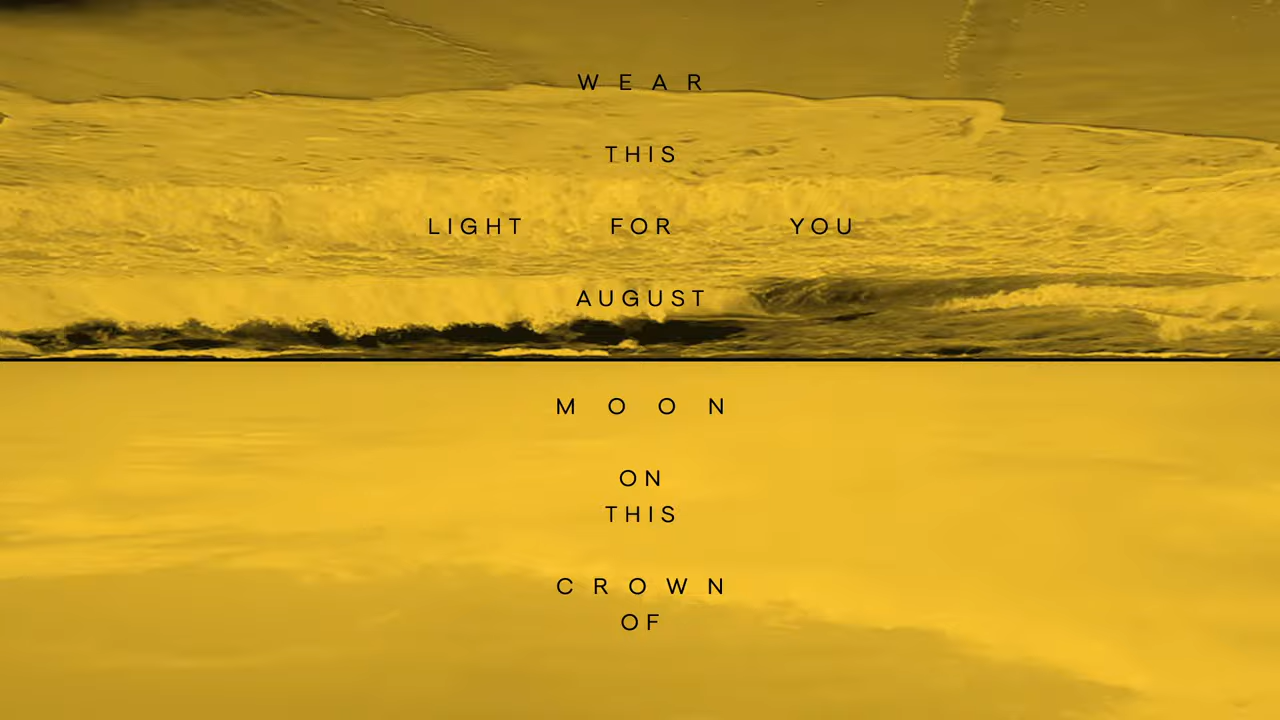 WEAR
THIS
LIGHT FOR YOU
AUGUST
MOON
ON
THIS
CROWN
OF